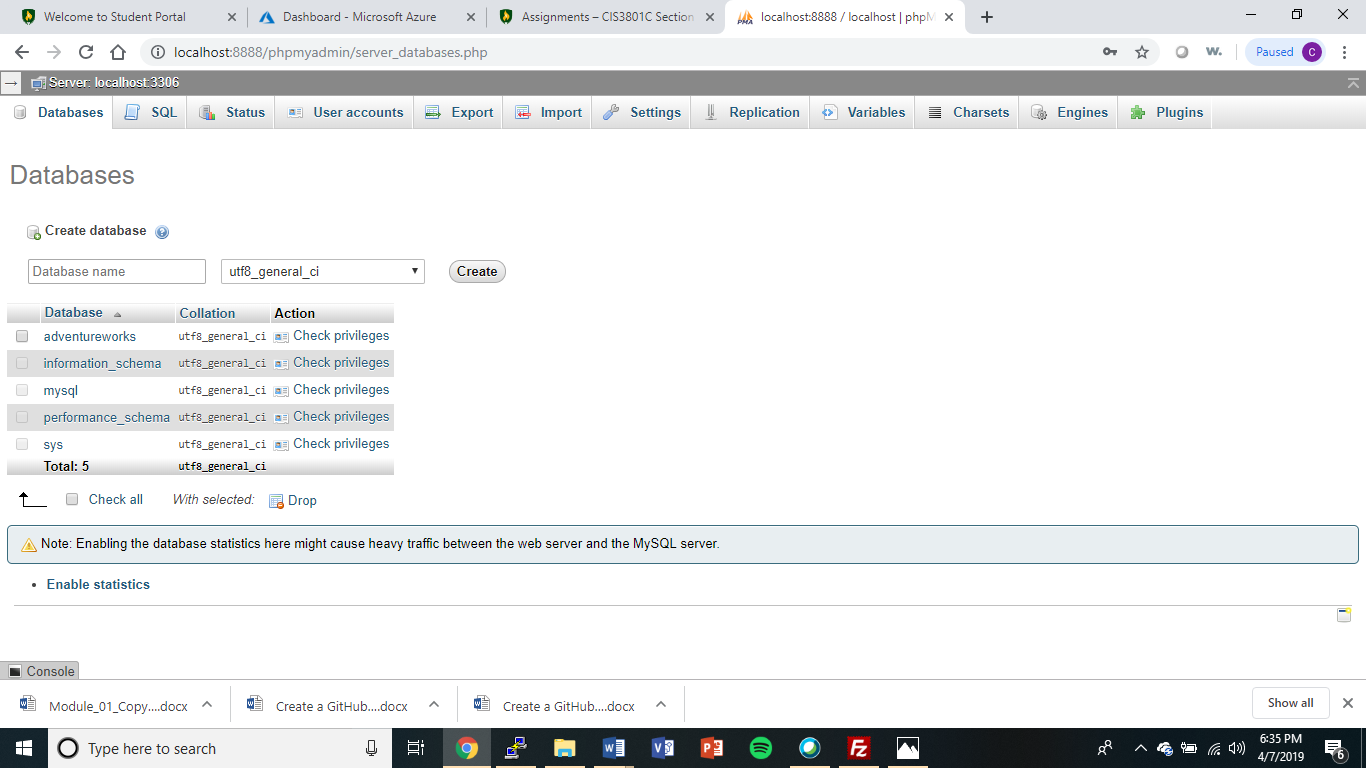 Welcome to Student Portal
Dashboard - Microsoft Azure
Assignments – CIS3801C Section
localhost:8888 / localhost | phpM
localhost:8888/phpmyadmin/server_databases.php
W.
Paused C
Server: localhost:3306
Databases SQL Status User accounts Export Import Settings Replication Variables Charsets Engines Plugins
Databases
Create database
Database name utf8_general_ci Create
Database Collation Action
adventureworks utf8_general_ci Check privileges
information_schema utf8_general_ci Check privileges
mysql utf8_general_ci Check privileges
performance_schema utf8_general_ci Check privileges
sys utf8_general_ci Check privileges
Total: 5 utf8_general_ci
Check all With selected: Drop
Note: Enabling the database statistics here might cause heavy traffic between the web server and the MySQL server.
• Enable statistics
Console
Module_01_Copy....docx Create a GitHub....docx Create a GitHub....docx Show all
Type here to search
6:35 PM
4/7/2019
6